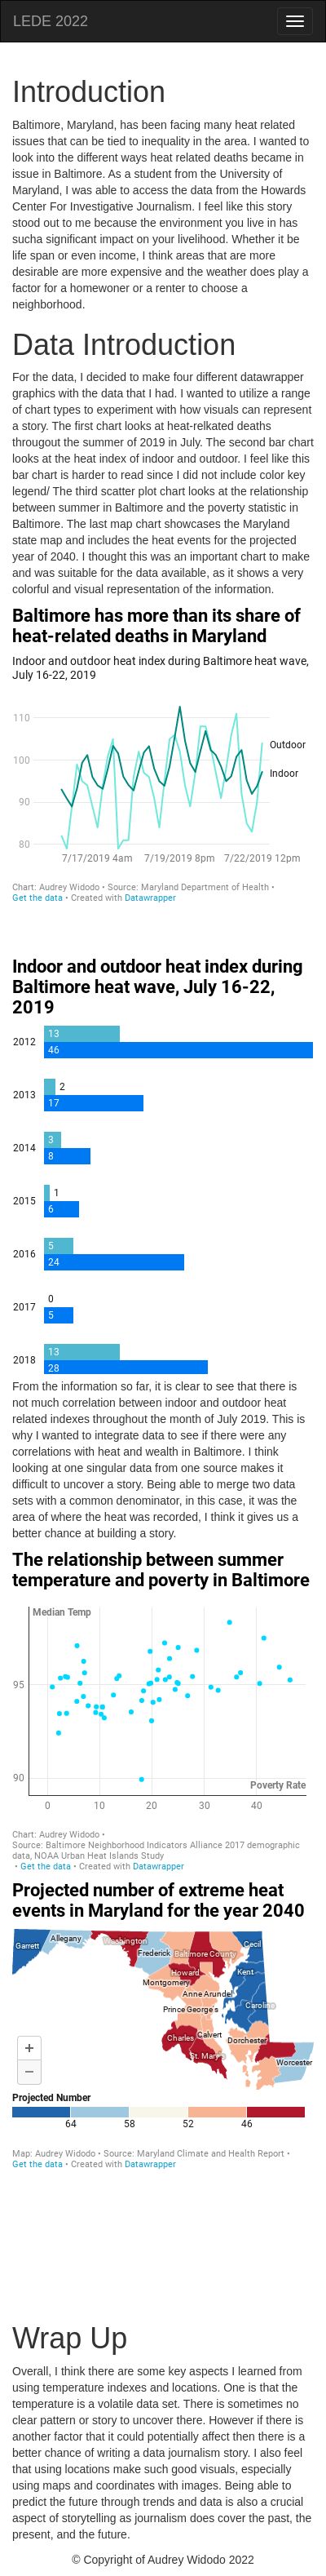 LEDE 2022
Introduction
Baltimore, Maryland, has been facing many heat related
issues that can be tied to inequality in the area. I wanted to
look into the different ways heat related deaths became in
issue in Baltimore. As a student from the University of
Maryland, I was able to access the data from the Howards
Center For Investigative Journalism. I feel like this story
stood out to me because the environment you live in has
sucha significant impact on your livelihood. Whether it be
life span or even income, I think areas that are more
desirable are more expensive and the weather does play a
factor for a homewoner or a renter to choose a
neighborhood.
Data Introduction
For the data, I decided to make four different datawrapper
graphics with the data that I had. I wanted to utilize a range
of chart types to experiment with how visuals can represent
a story. The first chart looks at heat-relkated deaths
througout the summer of 2019 in July. The second bar chart
looks at the heat index of indoor and outdoor. I feel like this
bar chart is harder to read since I did not include color key
legend/ The third scatter plot chart looks at the relationship
between summer in Baltimore and the poverty statistic in
Baltimore. The last map chart showcases the Maryland
state map and includes the heat events for the projected
year of 2040. I thought this was an important chart to make
and was suitable for the data available, as it shows a very
colorful and visual representation of the information.
Baltimore has more than its share of
heat-related deaths in Maryland
Indoor and outdoor heat index during Baltimore heat wave,
July 16-22, 2019
110
Outdoor
100
Indoor
90
80
7/17/2019 4am 7/19/2019 8pm 7/22/2019 12pm
Chart: Audrey Widodo • Source: Maryland Department of Health •
Get the data • Created with Datawrapper
Indoor and outdoor heat index during
Baltimore heat wave, July 16-22,
2019
2012 13
46
2013 2
17
2014 3
8
2015 1
6
2016 5
24
2017 0
5
2018 13
28
From the information so far, it is clear to see that there is
not much correlation between indoor and outdoor heat
related indexes throughout the month of July 2019. This is
why I wanted to integrate data to see if there were any
correlations with heat and wealth in Baltimore. I think
looking at one singular data from one source makes it
difficult to uncover a story. Being able to merge two data
sets with a common denominator, in this case, it was the
area of where the heat was recorded, I think it gives us a
better chance at building a story.
The relationship between summer
temperature and poverty in Baltimore
Median Temp
95
90
Poverty Rate
0 10 20 30 40
Chart: Audrey Widodo •
Source: Baltimore Neighborhood Indicators Alliance 2017 demographic
data, NOAA Urban Heat Islands Study
• Get the data • Created with Datawrapper
Projected number of extreme heat
events in Maryland for the year 2040
Garrett
Allegany
Washington
Frederick
Baltimore County
Cecil
Howard
Kent
Montgomery
Anne Arundel
Prince George's
Caroline
Charles
Calvert
Dorchester
St. Mary's
Worcester
+
−
Projected Number
64 58 52 46
Map: Audrey Widodo • Source: Maryland Climate and Health Report •
Get the data • Created with Datawrapper
Wrap Up
Overall, I think there are some key aspects I learned from
using temperature indexes and locations. One is that the
temperature is a volatile data set. There is sometimes no
clear pattern or story to uncover there. However if there is
another factor that it could potentially affect then there is a
better chance of writing a data journalism story. I also feel
that using locations make such good visuals, especially
using maps and coordinates with images. Being able to
predict the future through trends and data is also a crucial
aspect of storytelling as journalism does cover the past, the
present, and the future.
© Copyright of Audrey Widodo 2022